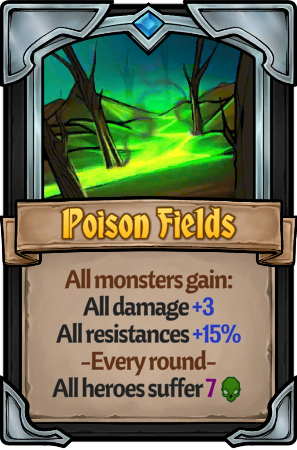 Poison Fields
All monsters gain:
All damage +3
All resistances +15%
-Every round-
All heroes suffer 7